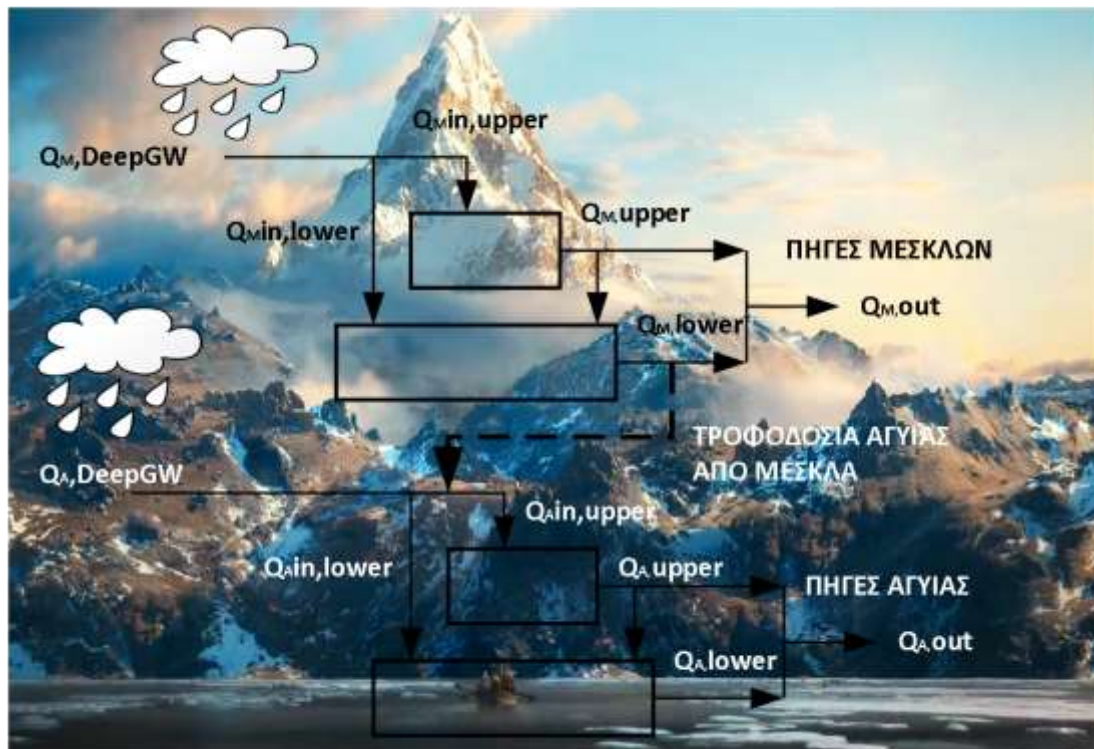 QMin,upper
QM,DeepGW
QMin,lower
QM,upper
ΠΗΓΕΣ ΜΕΣΚΛΩΝ
QM,out
QM,lower
ΤΡΟΦΟΔΟΣΙΑ ΑΓΥΙΑΣ
ΑΠΟ ΜΕΣΚΛΑ
QA,DeepGW
QAin,upper
QAin,lower
QA,upper
ΠΗΓΕΣ ΑΓΥΙΑΣ
QA,out
QA,lower